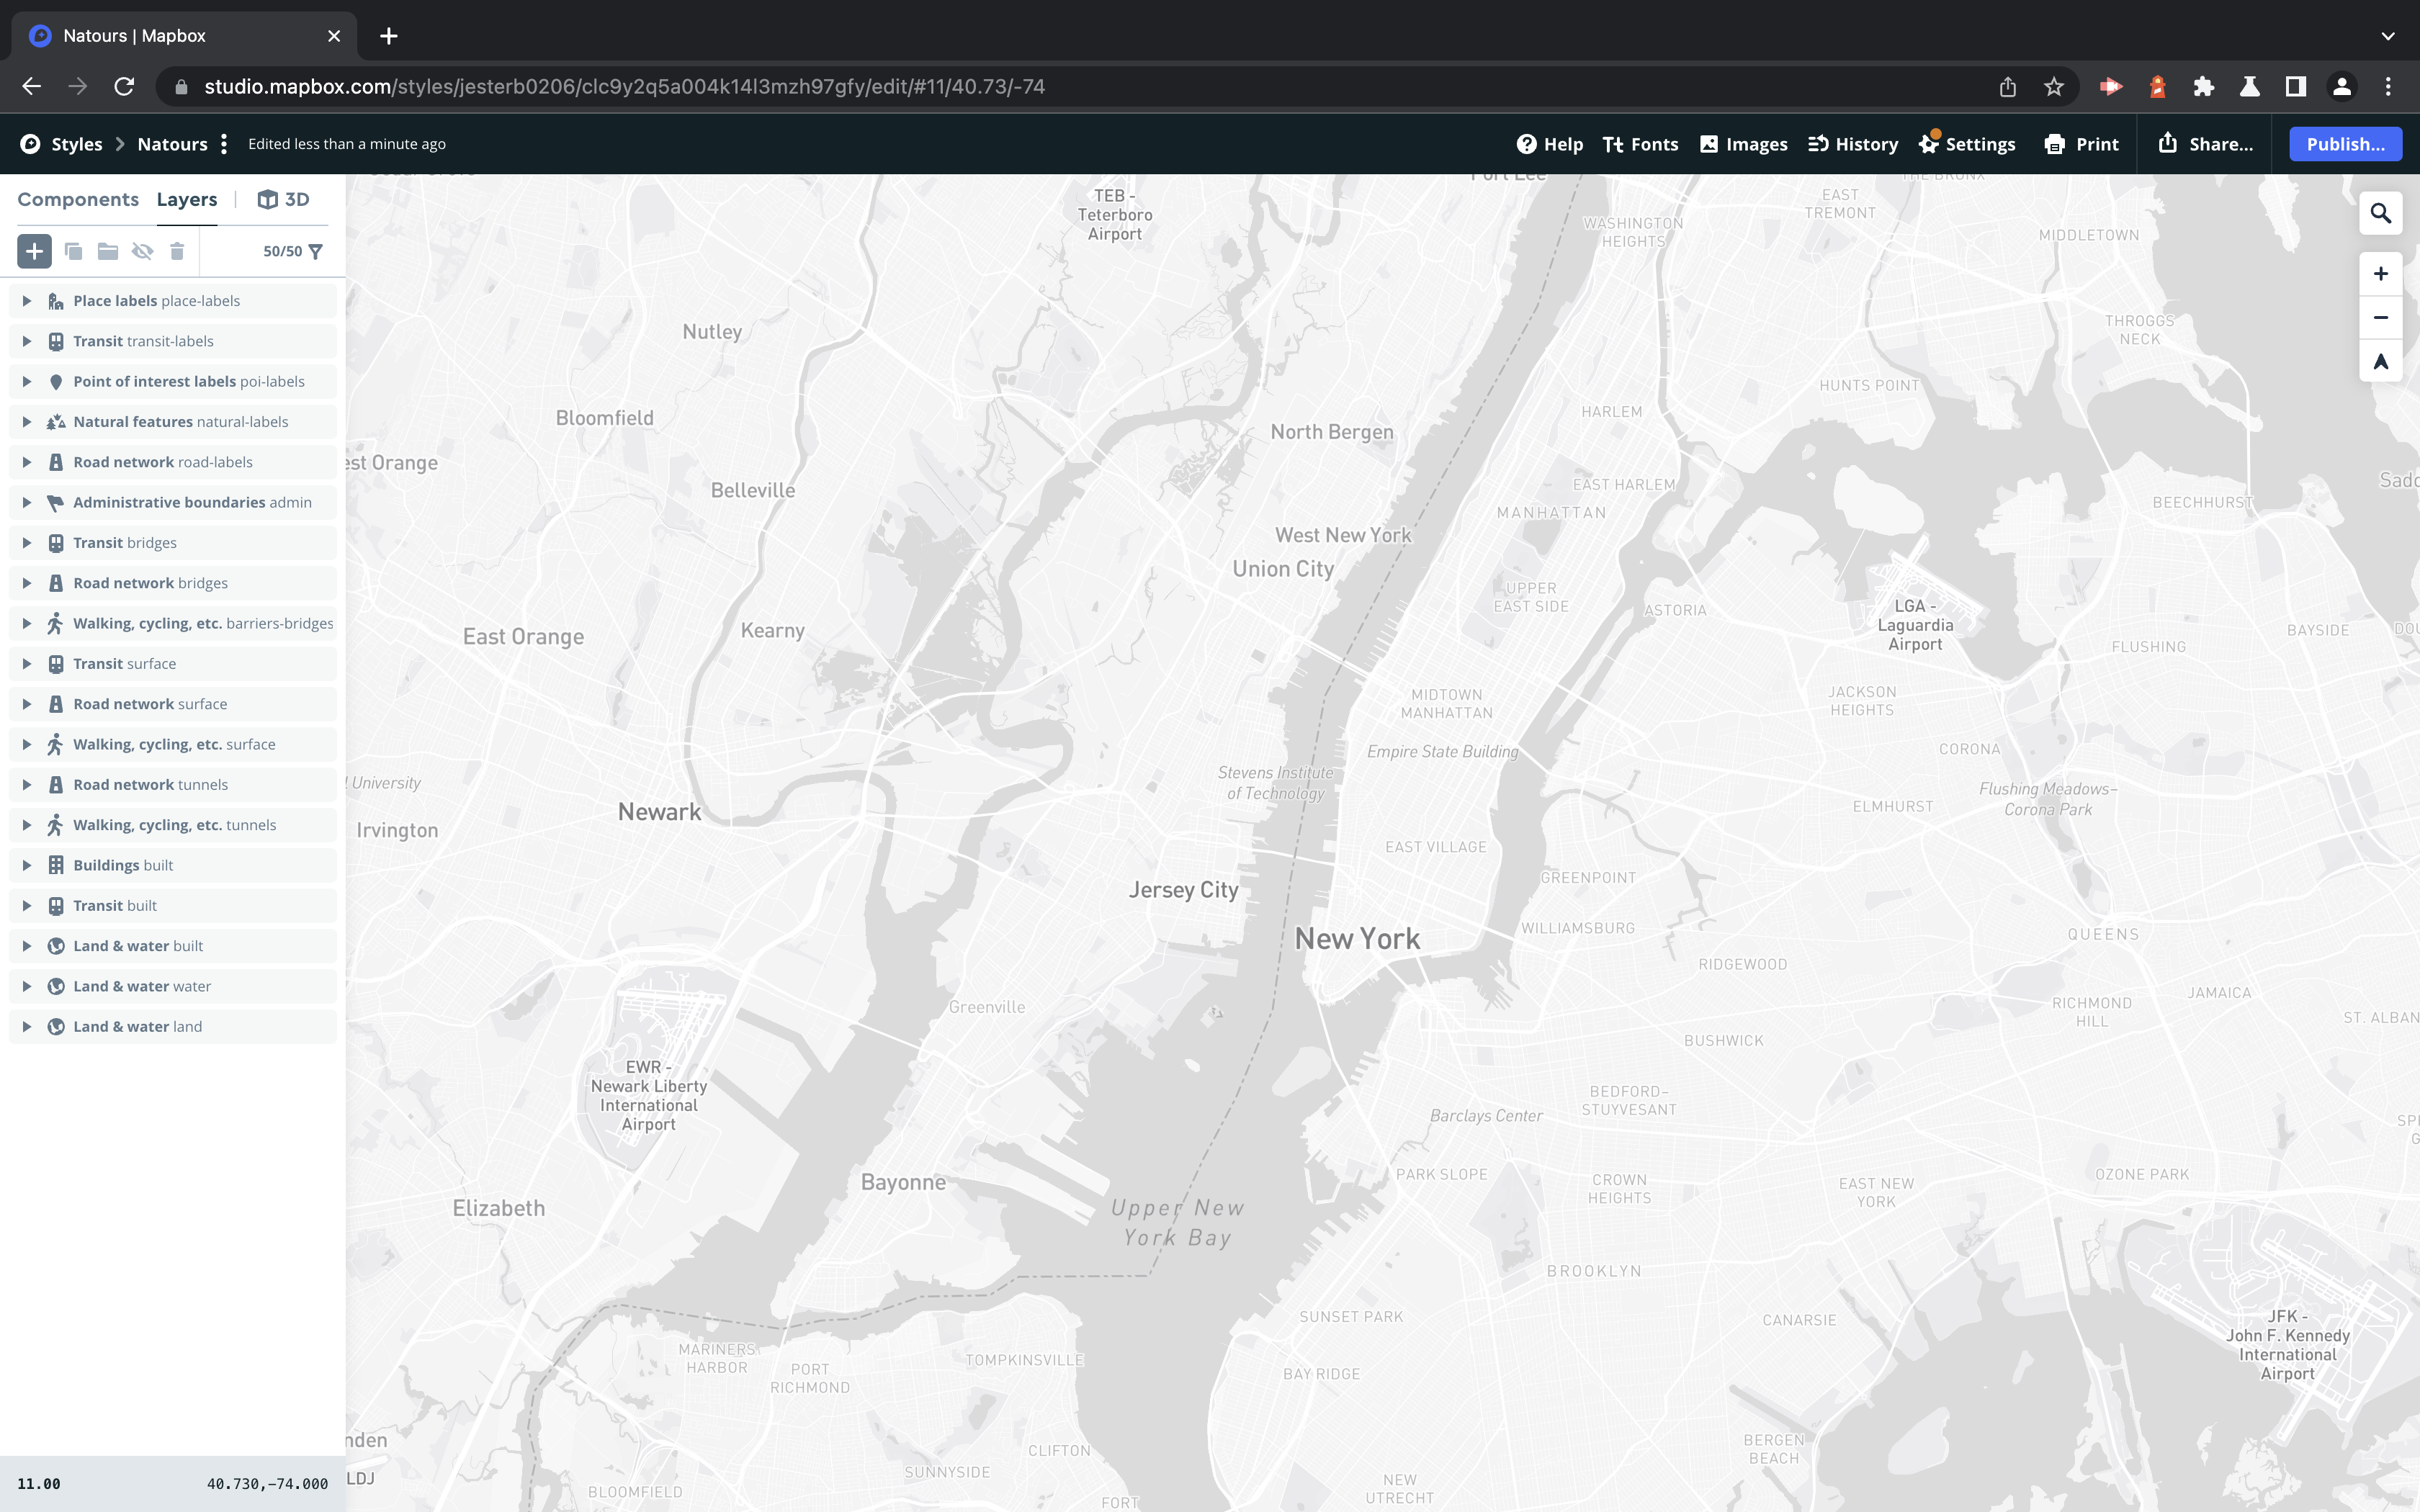 Natours | Mapbox
studio.mapbox.com/styles/jesterb0206/clc9y2q5a004k14l3mzh97gfy/edit/#11/40.73/-74
Styles
Natours
Edited less than a minute ago
Help
Fonts
Images
History
Settings
Print
Share...
Publish...
Components
Layers
3D
50/50
Place labels place-labels
Transit transit-labels
Point of interest labels poi-labels
Natural features natural-labels
Road network road-labels
Administrative boundaries admin
Transit bridges
Road network bridges
Walking, cycling, etc. barriers-bridges
Transit surface
Road network surface
Walking, cycling, etc. surface
Road network tunnels
Walking, cycling, etc. tunnels
Buildings built
Transit built
Land & water built
Land & water water
Land & water land
11.00
40.730,-74.000
Fort Lee
THE BRONX
TEB -
Teterboro
Airport
WASHINGTON
HEIGHTS
EAST
TREMONT
MIDDLETOWN
Nutley
THROGGS
NECK
HUNTS POINT
Bloomfield
HARLEM
North Bergen
est Orange
Belleville
EAST HARLEM
MANHATTAN
BEECHHURST
Sadd
West New York
Union City
UPPER
EAST SIDE
ASTORIA
LGA -
Laguardia
Airport
East Orange
Kearny
FLUSHING
BAYSIDE
DOU
MIDTOWN
MANHATTAN
JACKSON
HEIGHTS
Empire State Building
CORONA
l University
Stevens Institute
of Technology
Flushing Meadows–
Corona Park
Newark
Irvington
ELMHURST
EAST VILLAGE
GREENPOINT
Jersey City
New York
WILLIAMSBURG
QUEENS
RIDGEWOOD
JAMAICA
Greenville
RICHMOND
HILL
ST. ALBAN
BUSHWICK
EWR -
Newark Liberty
International
Airport
BEDFORD–
STUYVESANT
Barclays Center
SPI
G
Bayonne
PARK SLOPE
CROWN
HEIGHTS
EAST NEW
YORK
OZONE PARK
Elizabeth
Upper New
York Bay
BROOKLYN
SUNSET PARK
CANARSIE
JFK -
John F. Kennedy
International
Airport
MARINERS
HARBOR
PORT
RICHMOND
TOMPKINSVILLE
BAY RIDGE
nden
CLIFTON
BERGEN
BEACH
LDJ
SUNNYSIDE
BLOOMFIELD
NEW
UTRECHT
FORT